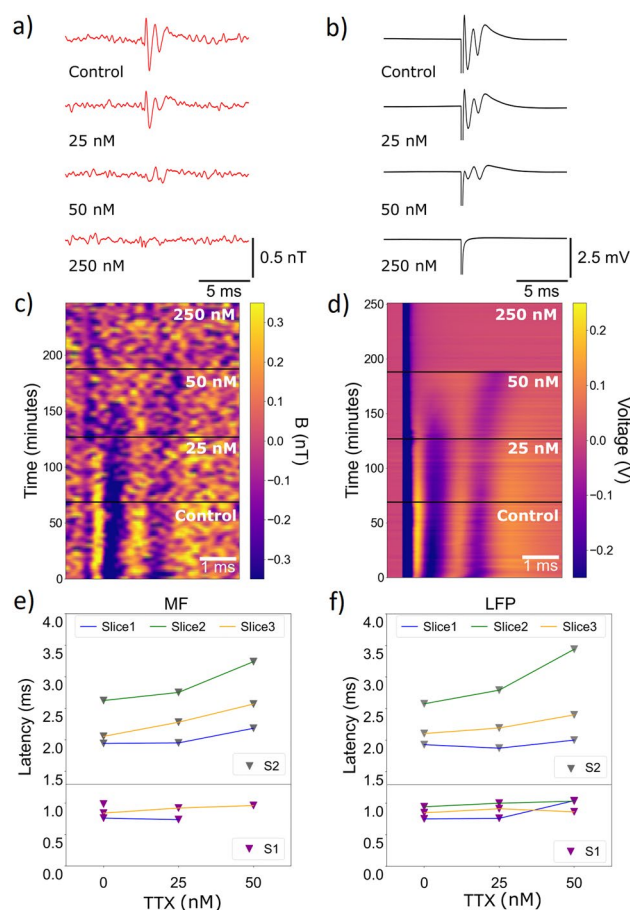 a)
b)
Control
Control
25 nM
25 nM
50 nM
50 nM
250 nM
250 nM
0.5 nT
2.5 mV
5 ms
5 ms
c)
d)
250 nM
50 nM
25 nM
Control
1 ms
Time (minutes)
200
150
100
50
0
0.3
0.2
0.1
0.0
−0.1
−0.2
−0.3
B (nT)
250 nM
50 nM
25 nM
Control
1 ms
Time (minutes)
250
200
150
100
50
0
0.2
0.1
0.0
−0.1
−0.2
Voltage (V)
e)
MF
Slice1 Slice2 Slice3
Latency (ms)
4.0
3.5
3.0
2.5
2.0
1.5
S2
1.0
0.5
0.0
S1
0 25 50
TTX (nM)
f)
LFP
Slice1 Slice2 Slice3
Latency (ms)
4.0
3.5
3.0
2.5
2.0
1.5
S2
1.0
0.5
0.0
S1
0 25 50
TTX (nM)